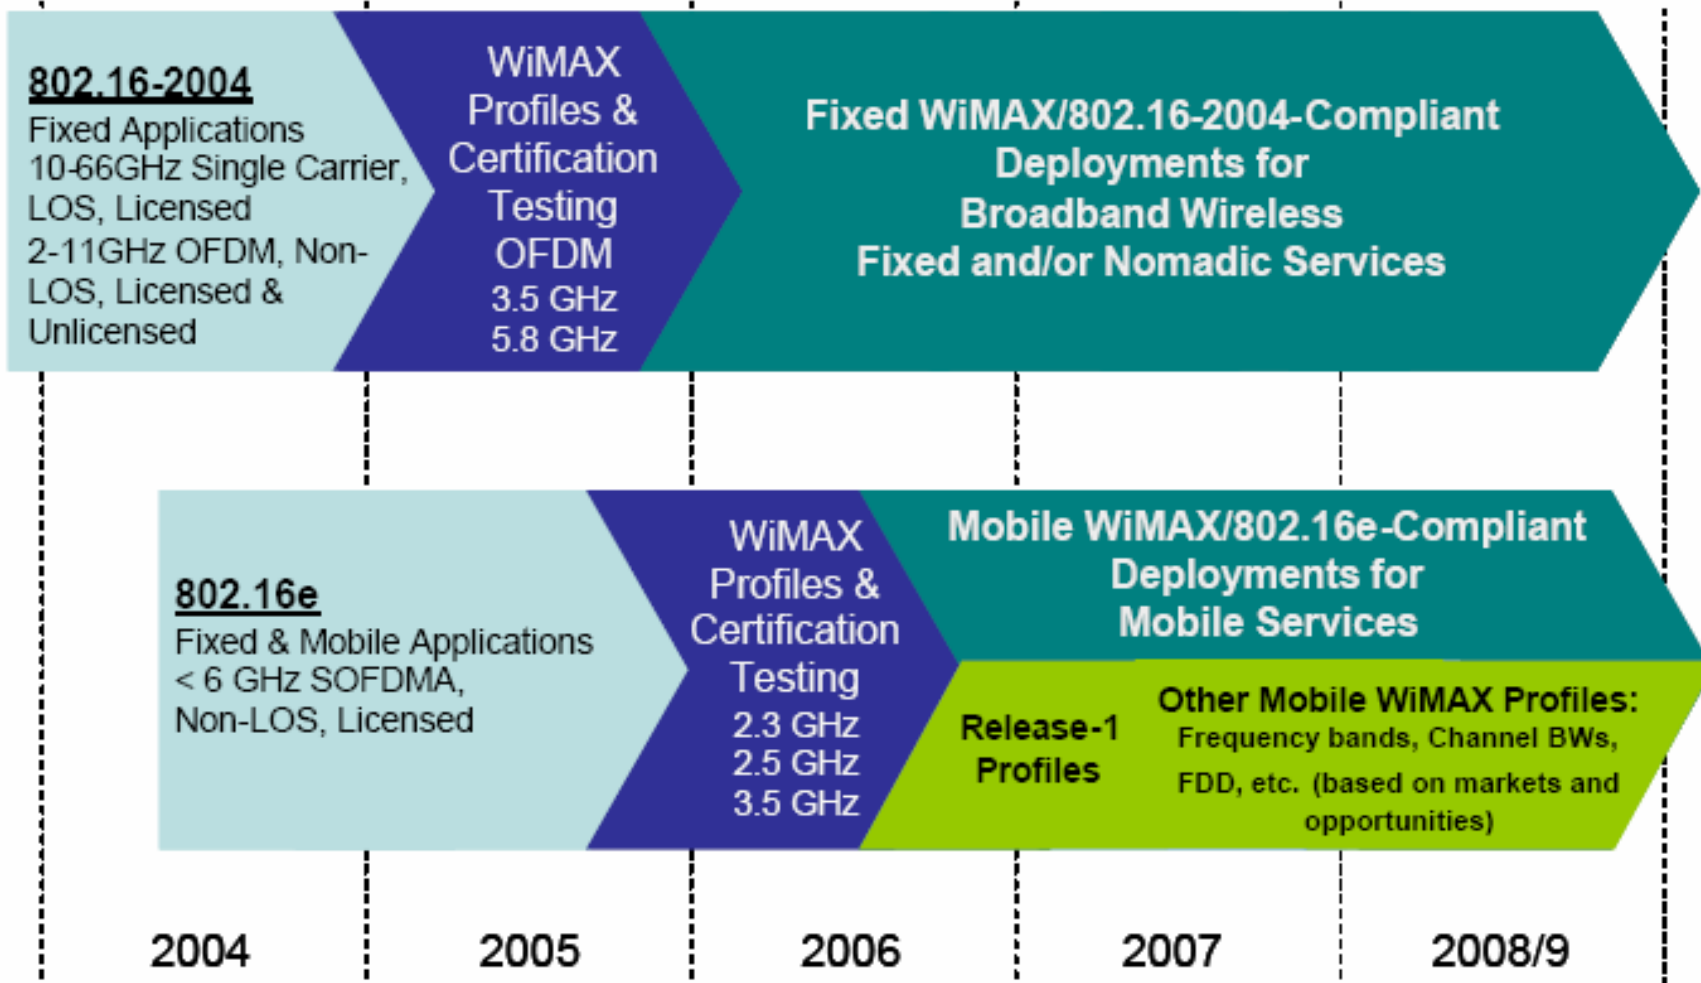 802.16-2004
Fixed Applications
10-66GHz Single Carrier,
LOS, Licensed
2-11GHz OFDM, Non-
LOS, Licensed &
Unlicensed
WiMAX
Profiles &
Certification
Testing
OFDM
3.5 GHz
5.8 GHz
Fixed WiMAX/802.16-2004-Compliant
Deployments for
Broadband Wireless
Fixed and/or Nomadic Services
802.16e
Fixed & Mobile Applications
< 6 GHz SOFDMA,
Non-LOS, Licensed
WiMAX
Profiles &
Certification
Testing
2.3 GHz
2.5 GHz
3.5 GHz
Mobile WiMAX/802.16e-Compliant
Deployments for
Mobile Services
Release-1
Profiles
Other Mobile WiMAX Profiles:
Frequency bands, Channel BWs,
FDD, etc. (based on markets and
opportunities)
2004
2005
2006
2007
2008/9